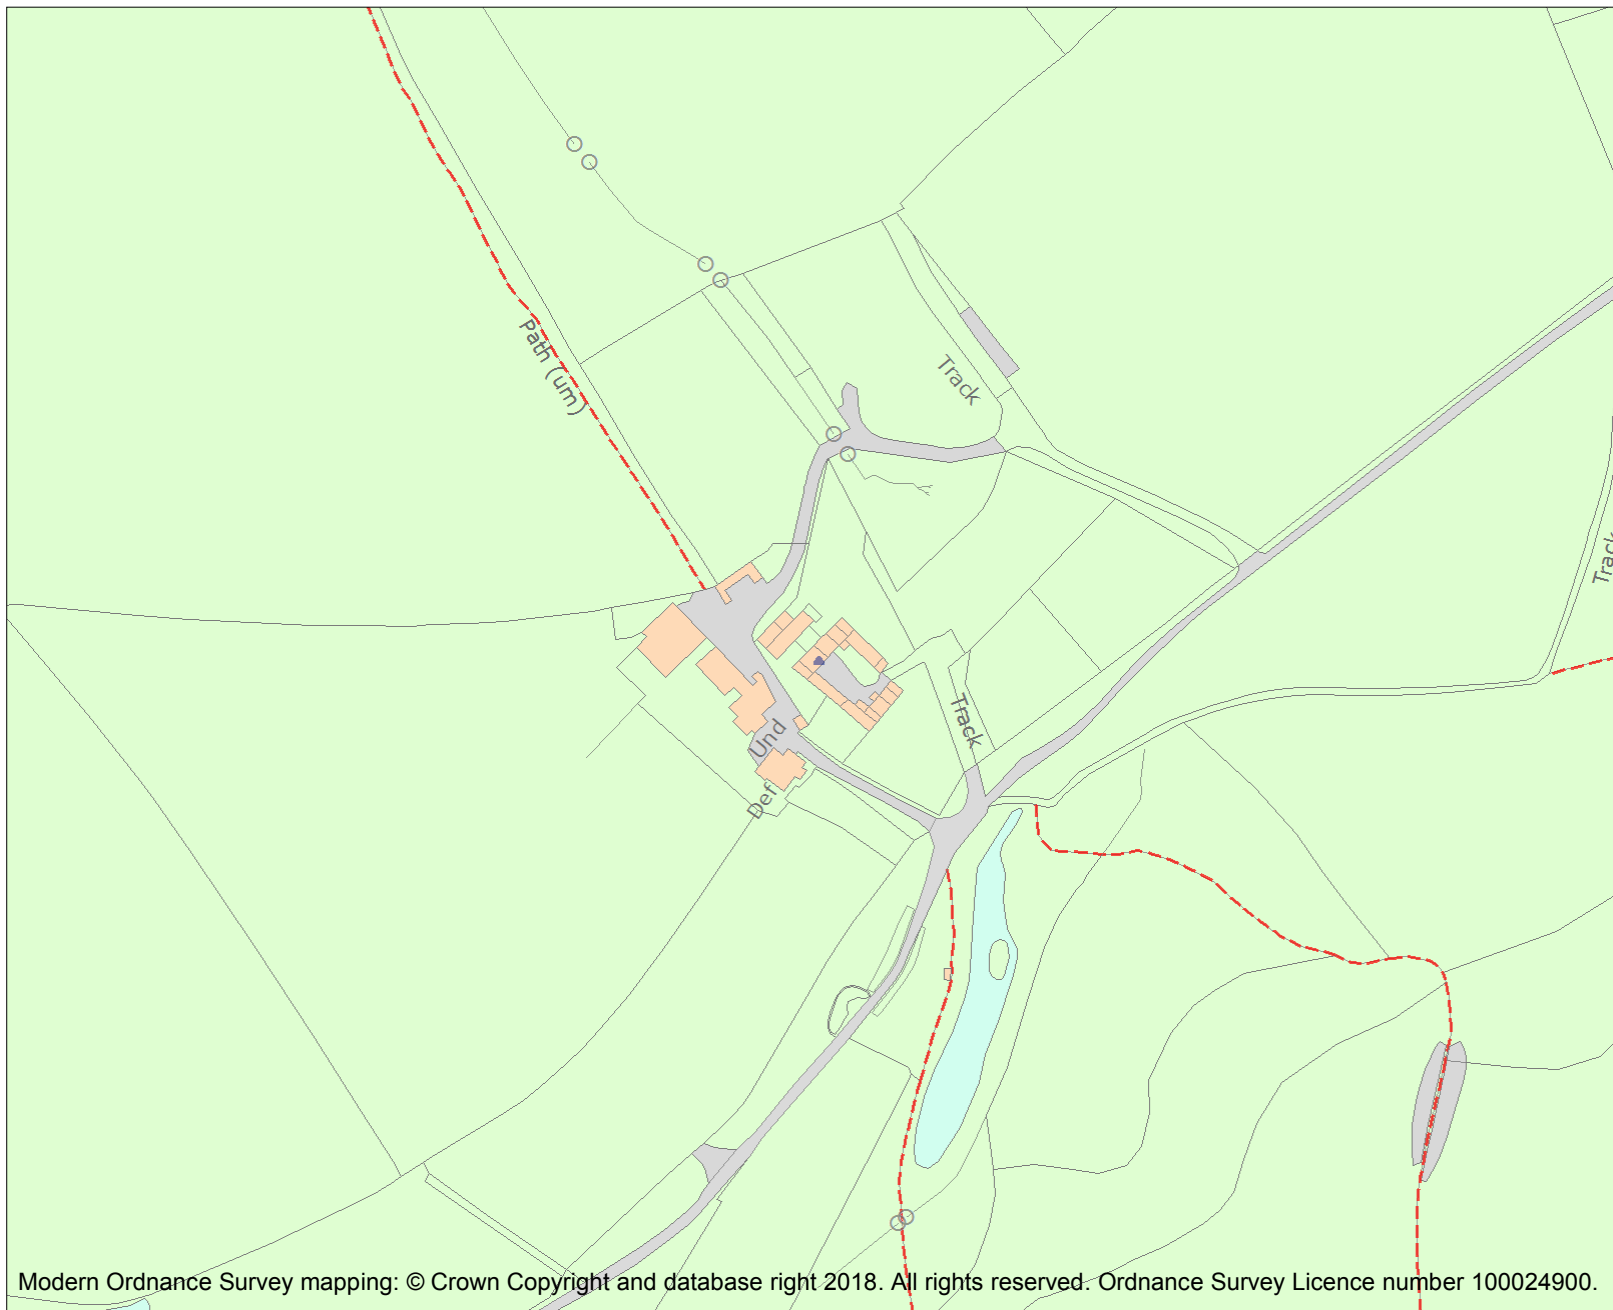 Path (um)
Track
Track
Track
Und
Def
Modern Ordnance Survey mapping: © Crown Copyright and database right 2018. All rights reserved. Ordnance Survey Licence number 100024900.